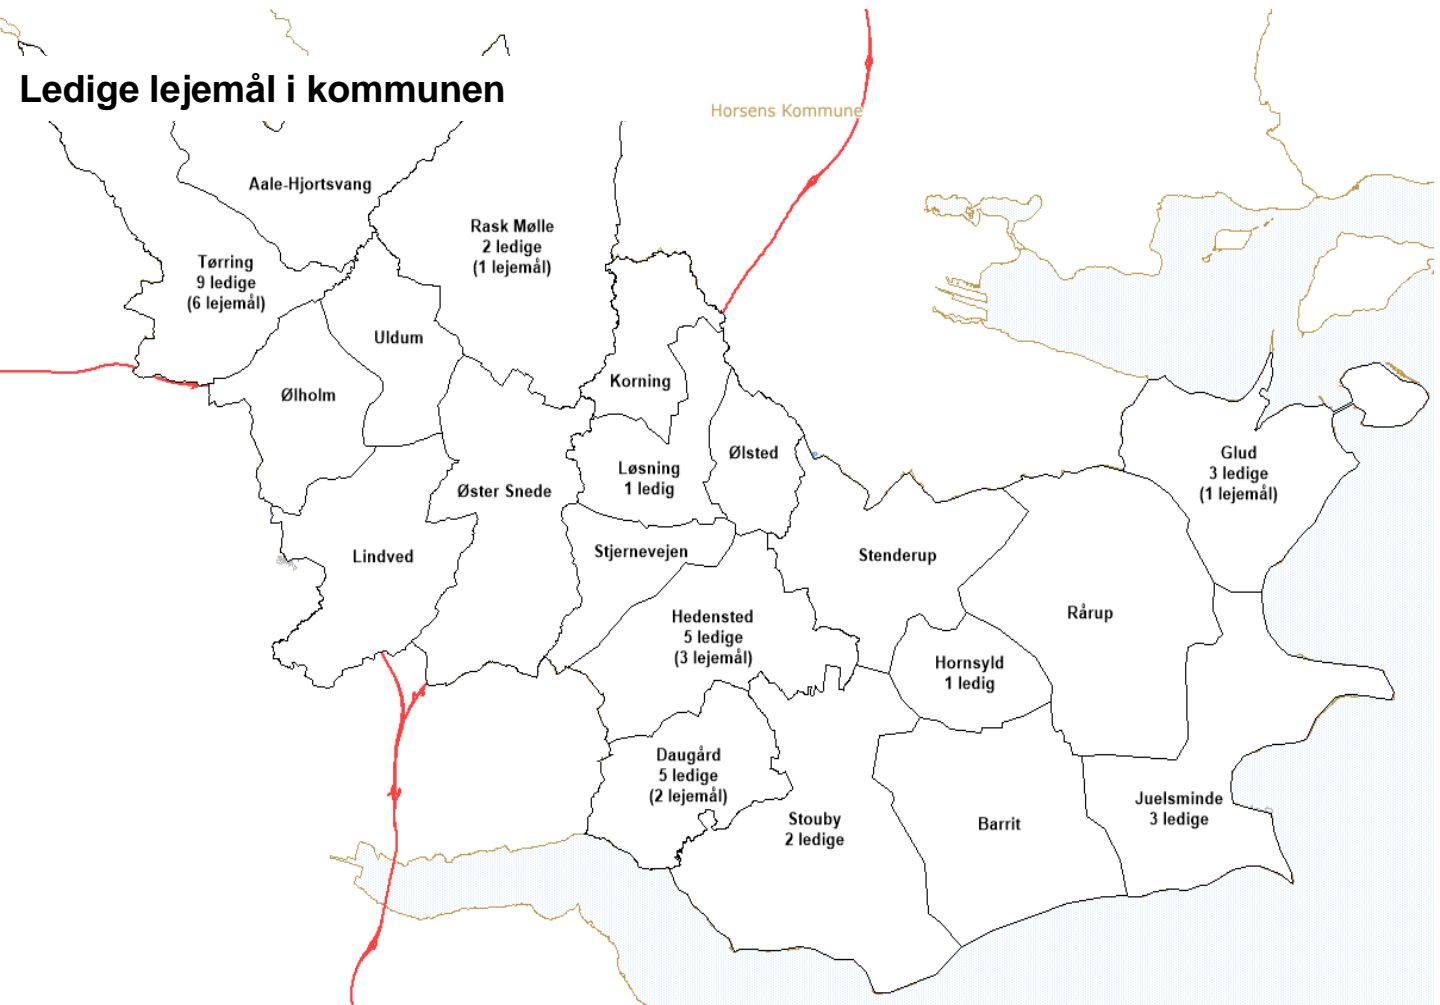 Ledige lejemål i kommunen
Horsens Kommune
Aale-Hjortsvang
Rask Mølle
2 ledige
(1 lejemål)
Tørring
9 ledige
(6 lejemål)
Uldum
Ølholm
Korning
Ølsted
Løsning
1 ledig
Glud
3 ledige
(1 lejemål)
Øster Snede
Lindved
Stjernevejen
Stenderup
Hedensted
5 ledige
(3 lejemål)
Rårup
Hornsyld
1 ledig
Daugård
5 ledige
(2 lejemål)
Stouby
2 ledige
Barrit
Juelsminde
3 ledige